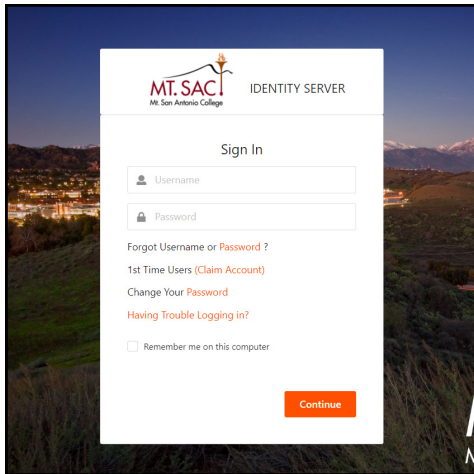 MT. SAC
Mt. San Antonio College
IDENTITY SERVER
Sign In
Username
Password
Forgot Username or Password ?
1st Time Users (Claim Account)
Change Your Password
Having Trouble Logging in?
Remember me on this computer
Continue